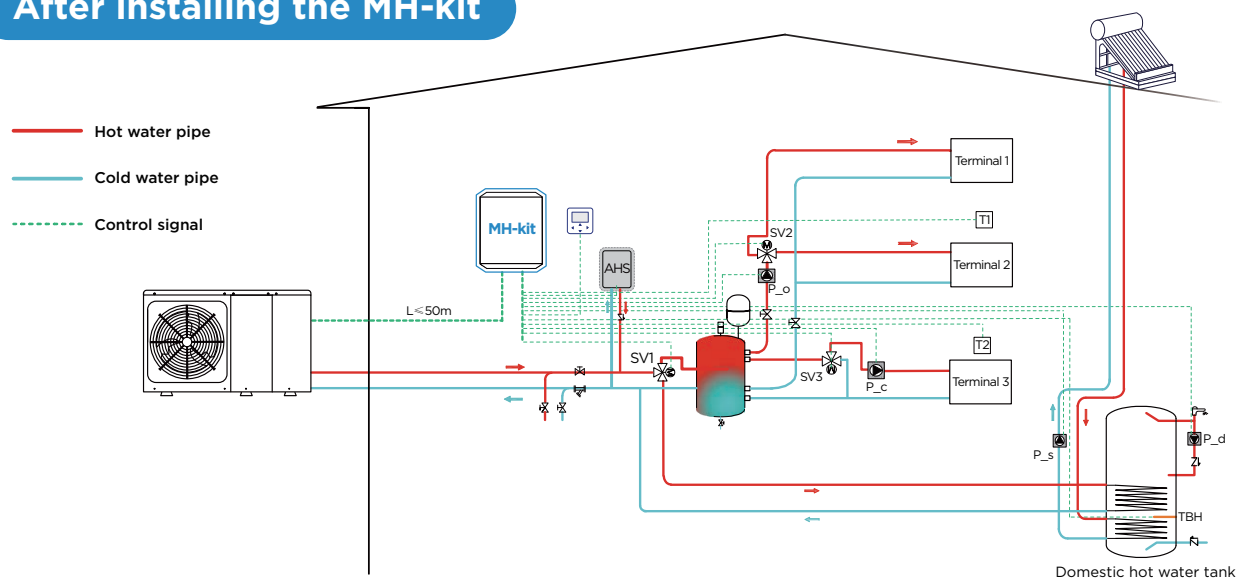 After installing the MH-kit
Hot water pipe
Cold water pipe
Control signal
MH-kit
AHS
L≤50m
Terminal 1
T1
SV2
M
Terminal 2
P_o
T2
SV1
M
SV3
M
P_c
Terminal 3
P_s
P_d
TBH
Domestic hot water tank